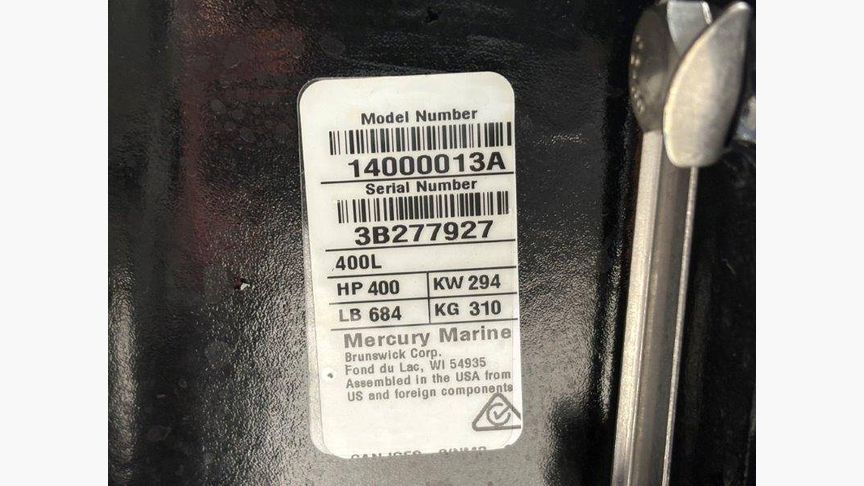 Model Number
14000013A
Serial Number
3B277927
400L
HP 400 KW 294
LB 684 KG 310
Mercury Marine
Brunswick Corp.
Fond du Lac, WI 54935
Assembled in the USA from
US and foreign components